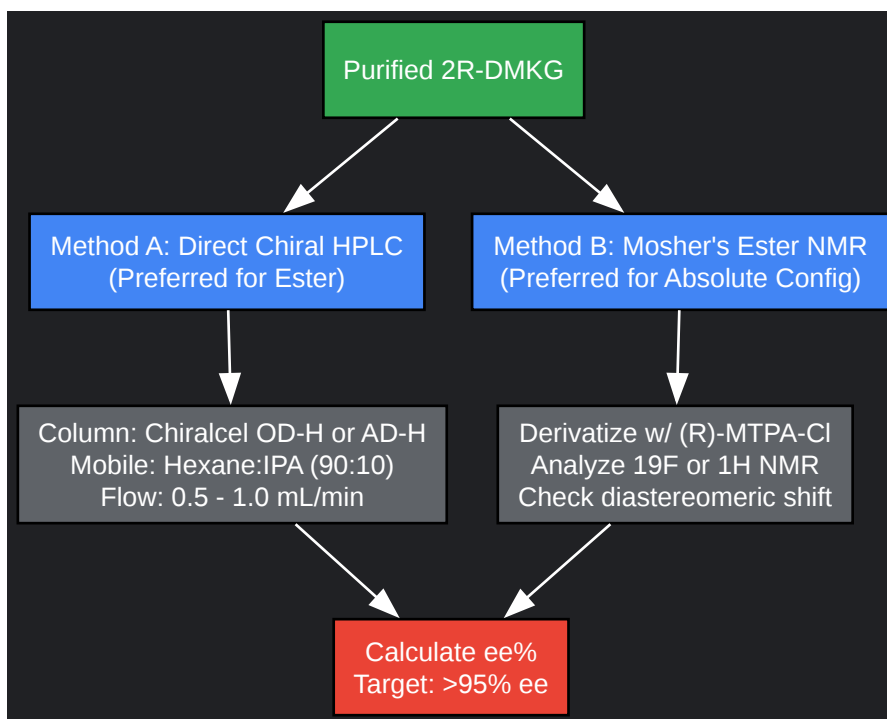 Purified 2R-DMKG
Method A: Direct Chiral HPLC
(Preferred for Ester)
Method B: Mosher's Ester NMR
(Preferred for Absolute Config)
Column: Chiralcel OD-H or AD-H
Mobile: Hexane:IPA (90:10)
Flow: 0.5 - 1.0 mL/min
Derivatize w/ (R)-MTPA-Cl
Analyze 19F or 1H NMR
Check diastereomeric shift
Calculate ee%
Target: >95% ee